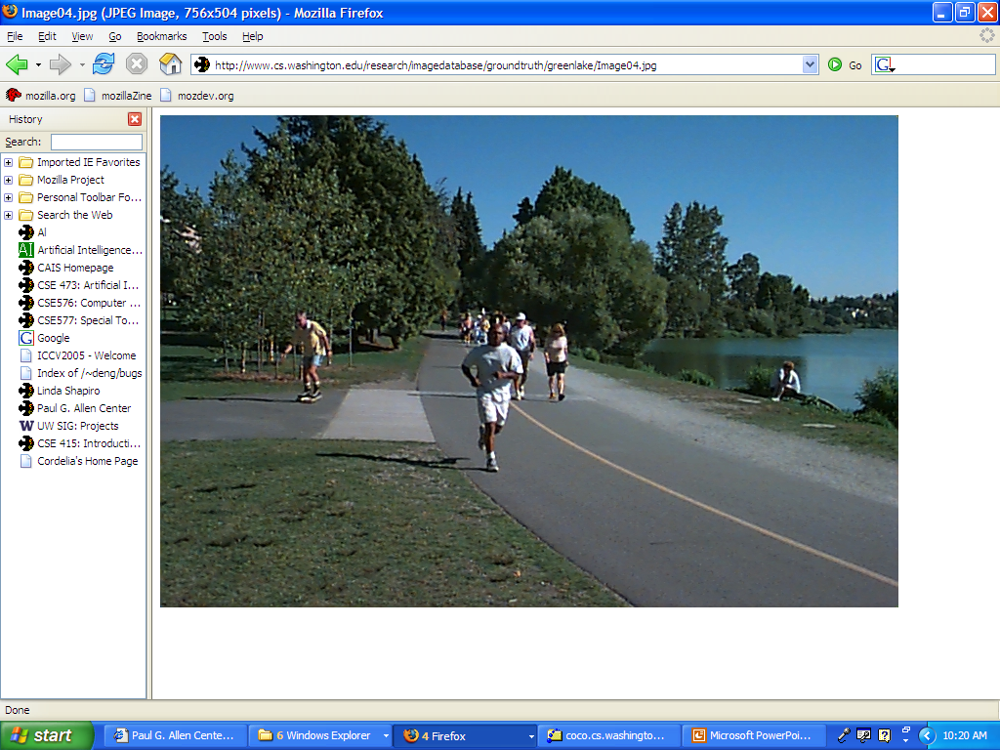 Image04.jpg (JPEG Image, 756x504 pixels) - Mozilla Firefox
File Edit View Go Bookmarks Tools Help
http://www.cs.washington.edu/research/imagedatabase/groundtruth/greenlake/Image04.jpg Go G
mozilla.org mozillaZine mozdev.org
History
Search:
Imported IE Favorites
Mozilla Project
Personal Toolbar Fo...
Search the Web
AI
AI Artificial Intelligence...
CAIS Homepage
CSE 473: Artificial I...
CSE576: Computer ...
CSE577: Special To...
G Google
ICCV2005 - Welcome
Index of /~deng/bugs
Linda Shapiro
Paul G. Allen Center
W UW SIG: Projects
CSE 415: Introducti...
Cordelia's Home Page
Done
start Paul G. Allen Cente... 6 Windows Explorer 4 Firefox coco.cs.washingto... Microsoft PowerPoi... 10:20 AM